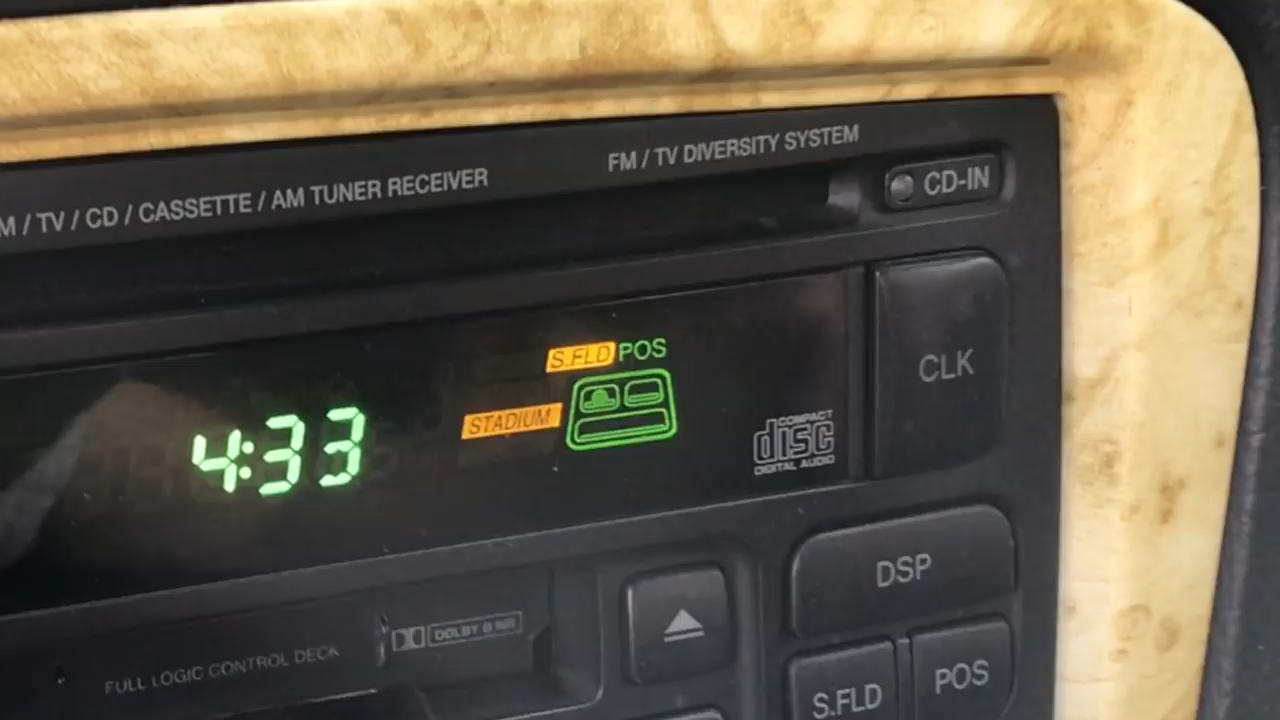 M / TV / CD / CASSETTE / AM TUNER RECEIVER
FM / TV DIVERSITY SYSTEM
CD-IN
S.FLD POS
CLK
STADIUM
4:33
COMPACT
disc
DIGITAL AUDIO
DSP
DOLBY B NR
FULL LOGIC CONTROL DECK
S.FLD
POS